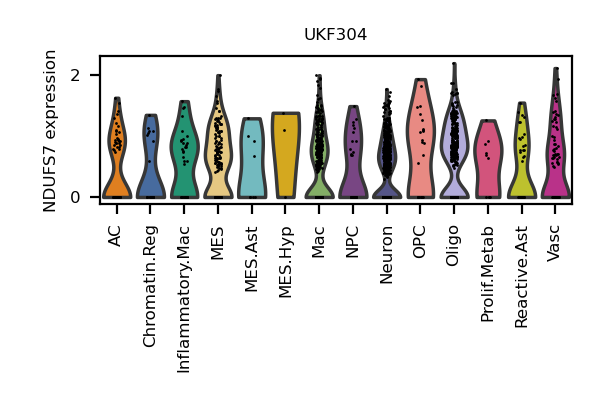 UKF304
NDUFS7 expression
2
0
AC
Chromatin.Reg
Inflammatory.Mac
MES
MES.Ast
MES.Hyp
Mac
NPC
Neuron
OPC
Oligo
Prolif.Metab
Reactive.Ast
Vasc